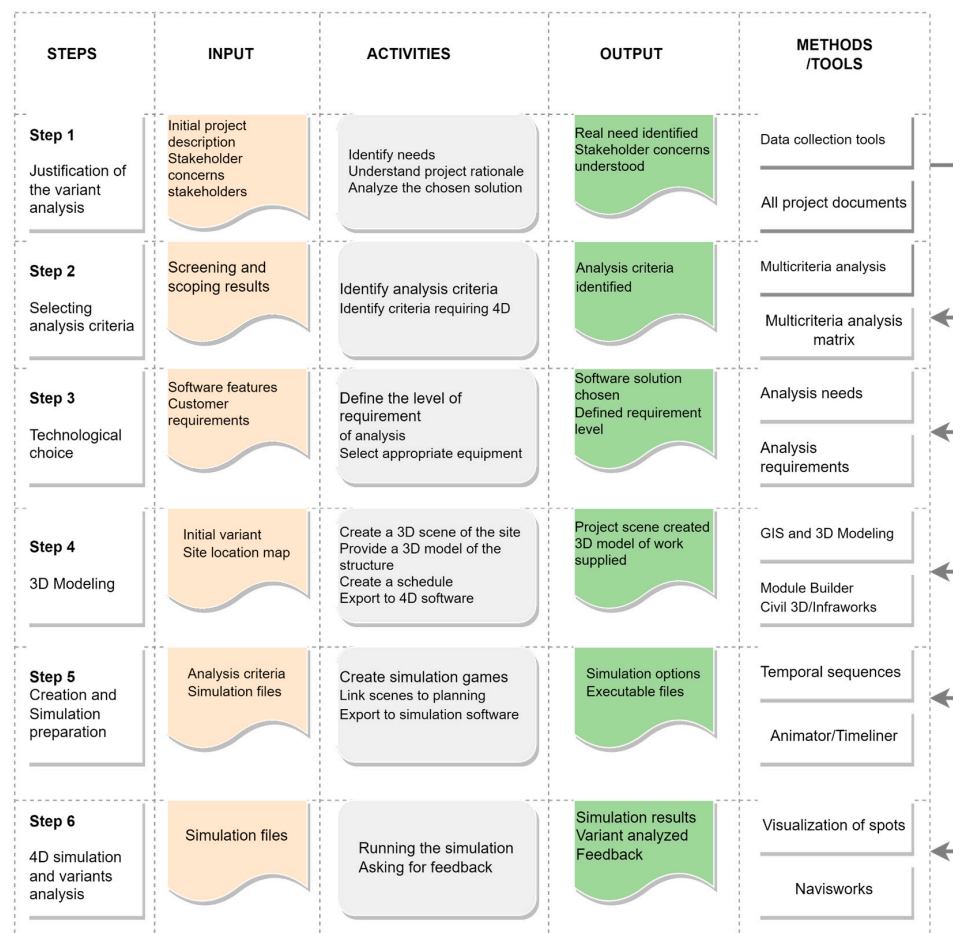 STEPS
INPUT
ACTIVITIES
OUTPUT
METHODS
/TOOLS
Step 1
Justification of
the variant
analysis
Initial project
description
Stakeholder
concerns
stakeholders
Identify needs
Understand project rationale
Analyze the chosen solution
Real need identified
Stakeholder concerns
understood
Data collection tools
All project documents
Step 2
Selecting
analysis criteria
Screening and
scoping results
Identify analysis criteria
Identify criteria requiring 4D
Analysis criteria
identified
Multicriteria analysis
Multicriteria analysis
matrix
Step 3
Technological
choice
Software features
Customer
requirements
Define the level of
requirement
of analysis
Select appropriate equipment
Software solution
chosen
Defined requirement
level
Analysis needs
Analysis
requirements
Step 4
3D Modeling
Initial variant
Site location map
Create a 3D scene of the site
Provide a 3D model of the
structure
Create a schedule
Export to 4D software
Project scene created
3D model of work
supplied
GIS and 3D Modeling
Module Builder
Civil 3D/Infraworks
Step 5
Creation and
Simulation
preparation
Analysis criteria
Simulation files
Create simulation games
Link scenes to planning
Export to simulation software
Simulation options
Executable files
Temporal sequences
Animator/Timeliner
Step 6
4D simulation
and variants
analysis
Simulation files
Running the simulation
Asking for feedback
Simulation results
Variant analyzed
Feedback
Visualization of spots
Navisworks